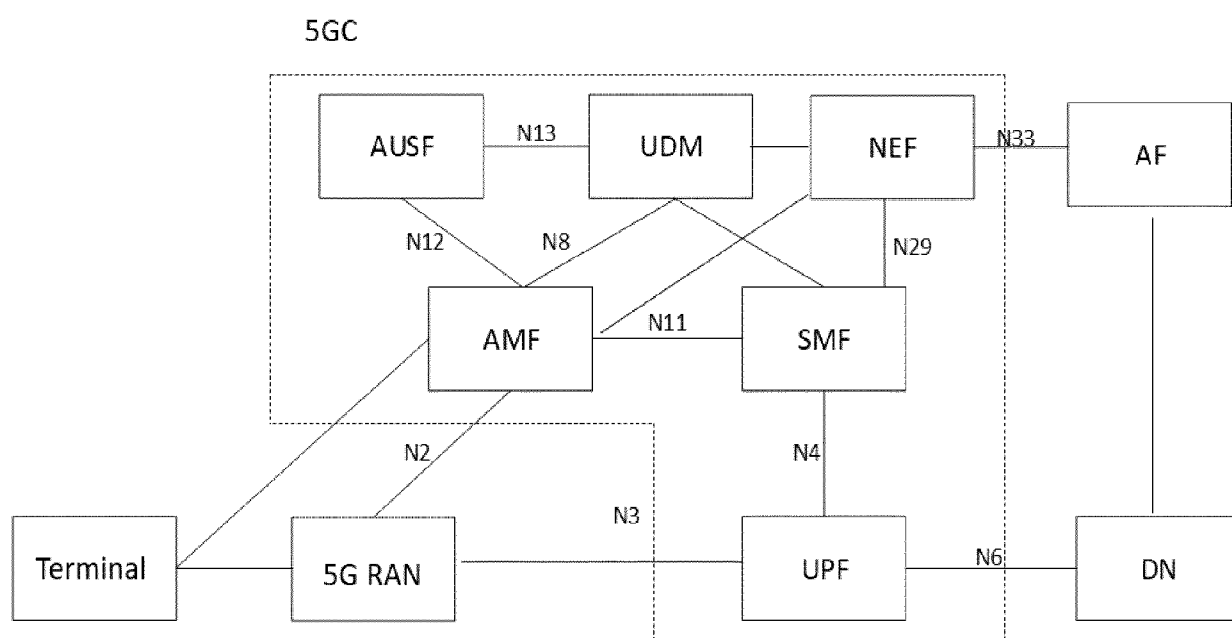 5GC
AUSF
N13
UDM
NEF
N33
AF
N12
N8
N29
AMF
N11
SMF
N2
N4
N3
Terminal
5G RAN
UPF
N6
DN